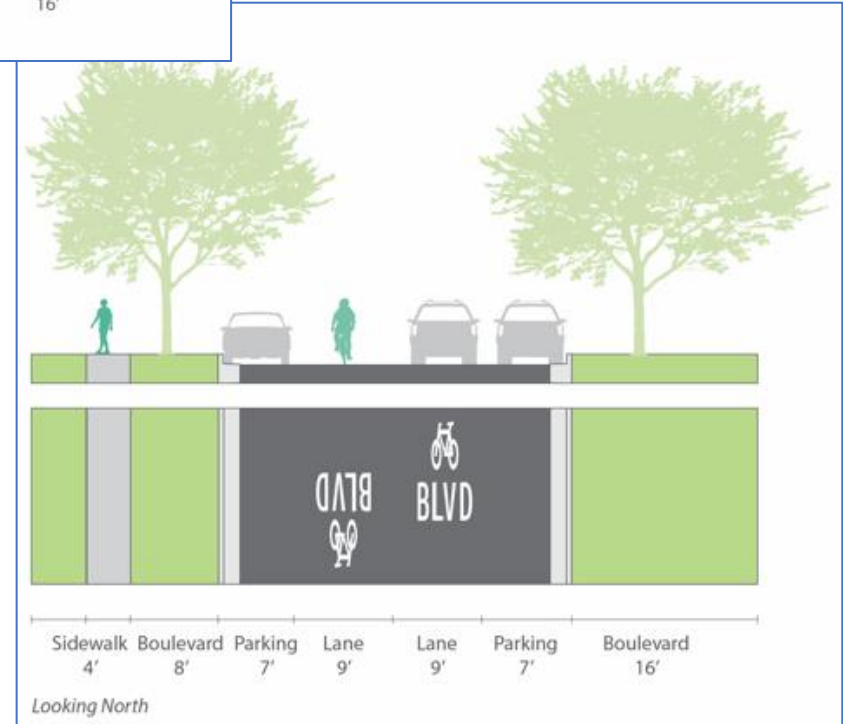 16'
BLVD
BLVD
Sidewalk Boulevard Parking Lane Lane Parking Boulevard
4' 8' 7' 9' 9' 7' 16'
Looking North